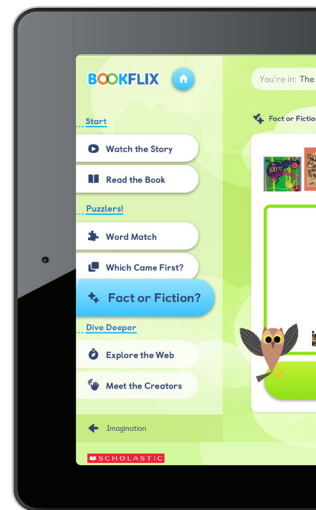 BOOKFLIX
You're in: The
Start
Fact or Fictio
Watch the Story
Read the Book
Puzzlers!
Word Match
Which Came First?
Fact or Fiction?
Dive Deeper
Explore the Web
Meet the Creators
Imagination
SCHOLASTIC